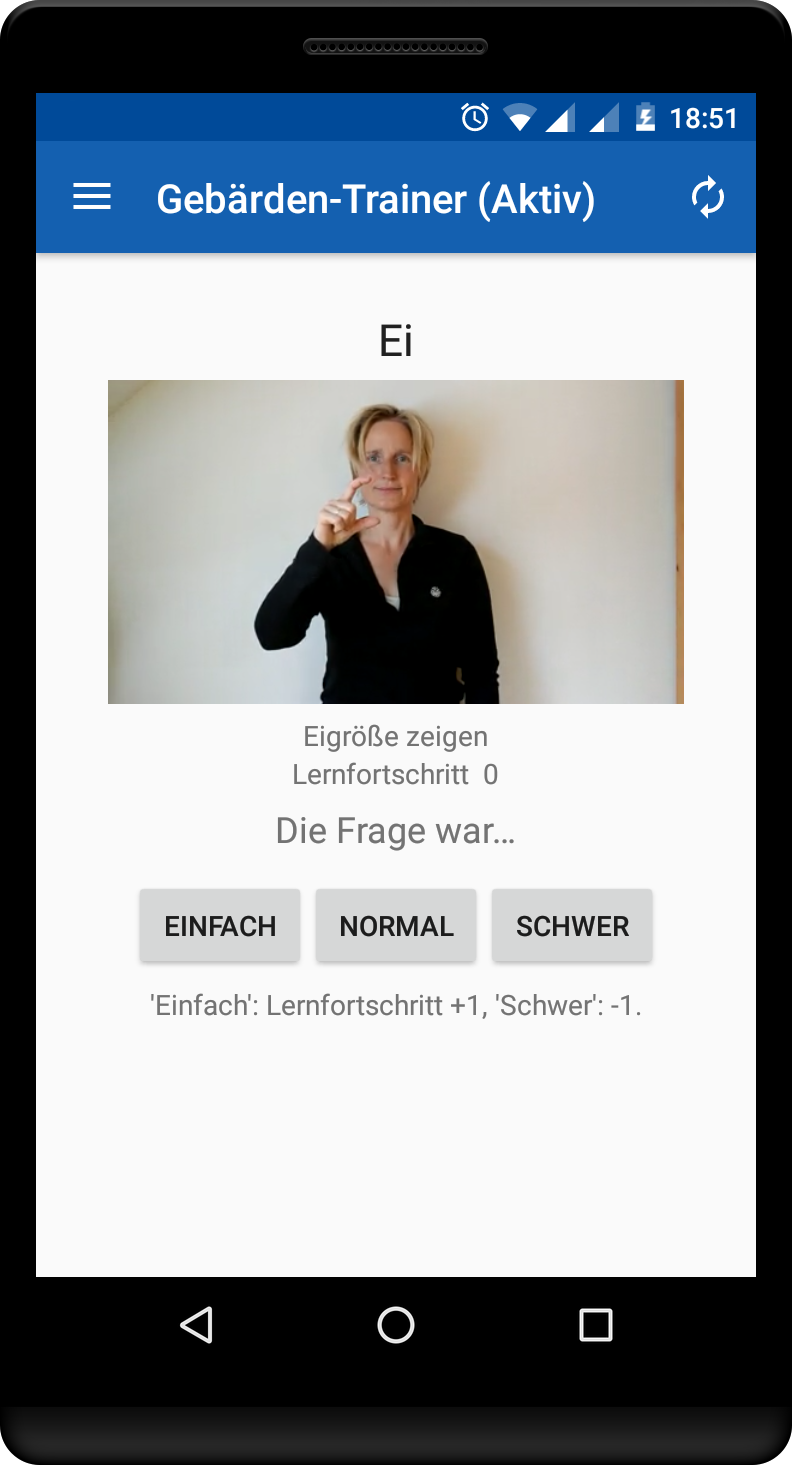 18:51
Gebärden-Trainer (Aktiv)
Ei
Eigröße zeigen
Lernfortschritt 0
Die Frage war...
EINFACH NORMAL SCHWER
'Einfach': Lernfortschritt +1, 'Schwer': -1.